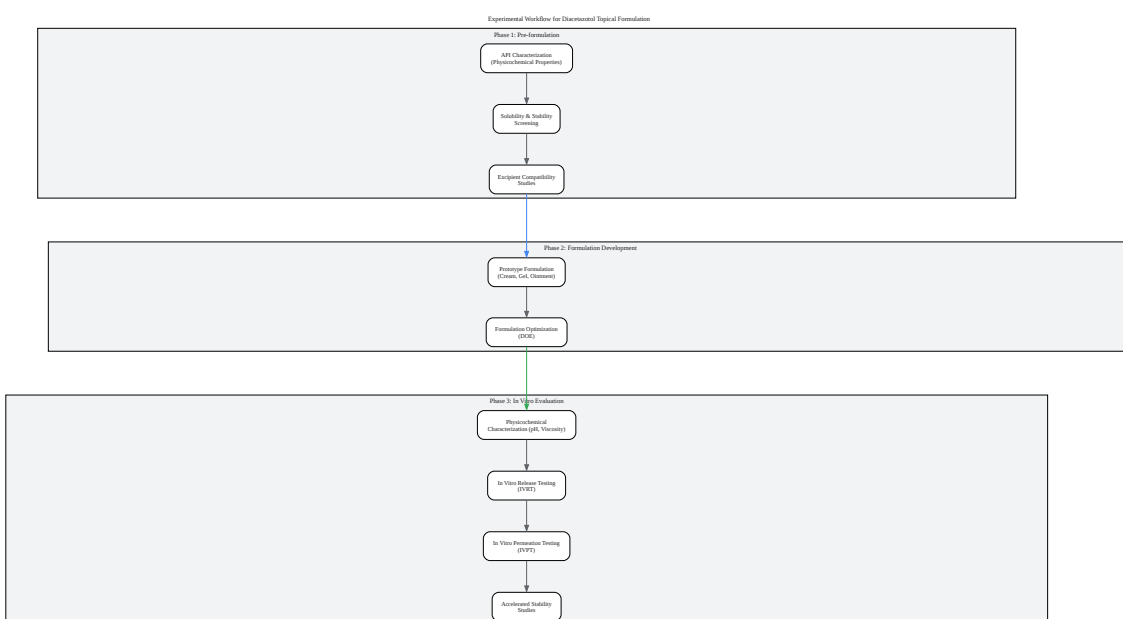 Experimental Workflow for Diacetazotol Topical Formulation
Phase 1: Pre-formulation
API Characterization
(Physicochemical Properties)
Solubility & Stability
Screening
Excipient Compatibility
Studies
Phase 2: Formulation Development
Prototype Formulation
(Cream, Gel, Ointment)
Formulation Optimization
(DOE)
Phase 3: In Vitro Evaluation
Physicochemical
Characterization (pH, Viscosity)
In Vitro Release Testing
(IVRT)
In Vitro Permeation Testing
(IVPT)
Accelerated Stability
Studies